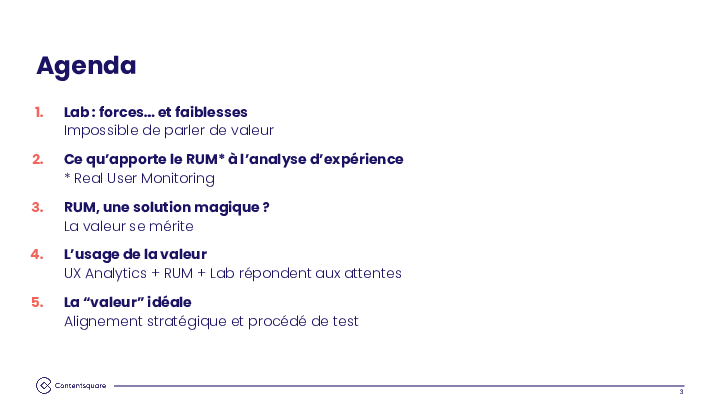 Agenda
1. Lab : forces... et faiblesses
Impossible de parler de valeur
2. Ce qu’apporte le RUM* à l’analyse d’expérience
* Real User Monitoring
3. RUM, une solution magique ?
La valeur se mérite
4. L’usage de la valeur
UX Analytics + RUM + Lab répondent aux attentes
5. La “valeur” idéale
Alignement stratégique et procédé de test
Contentsquare
3